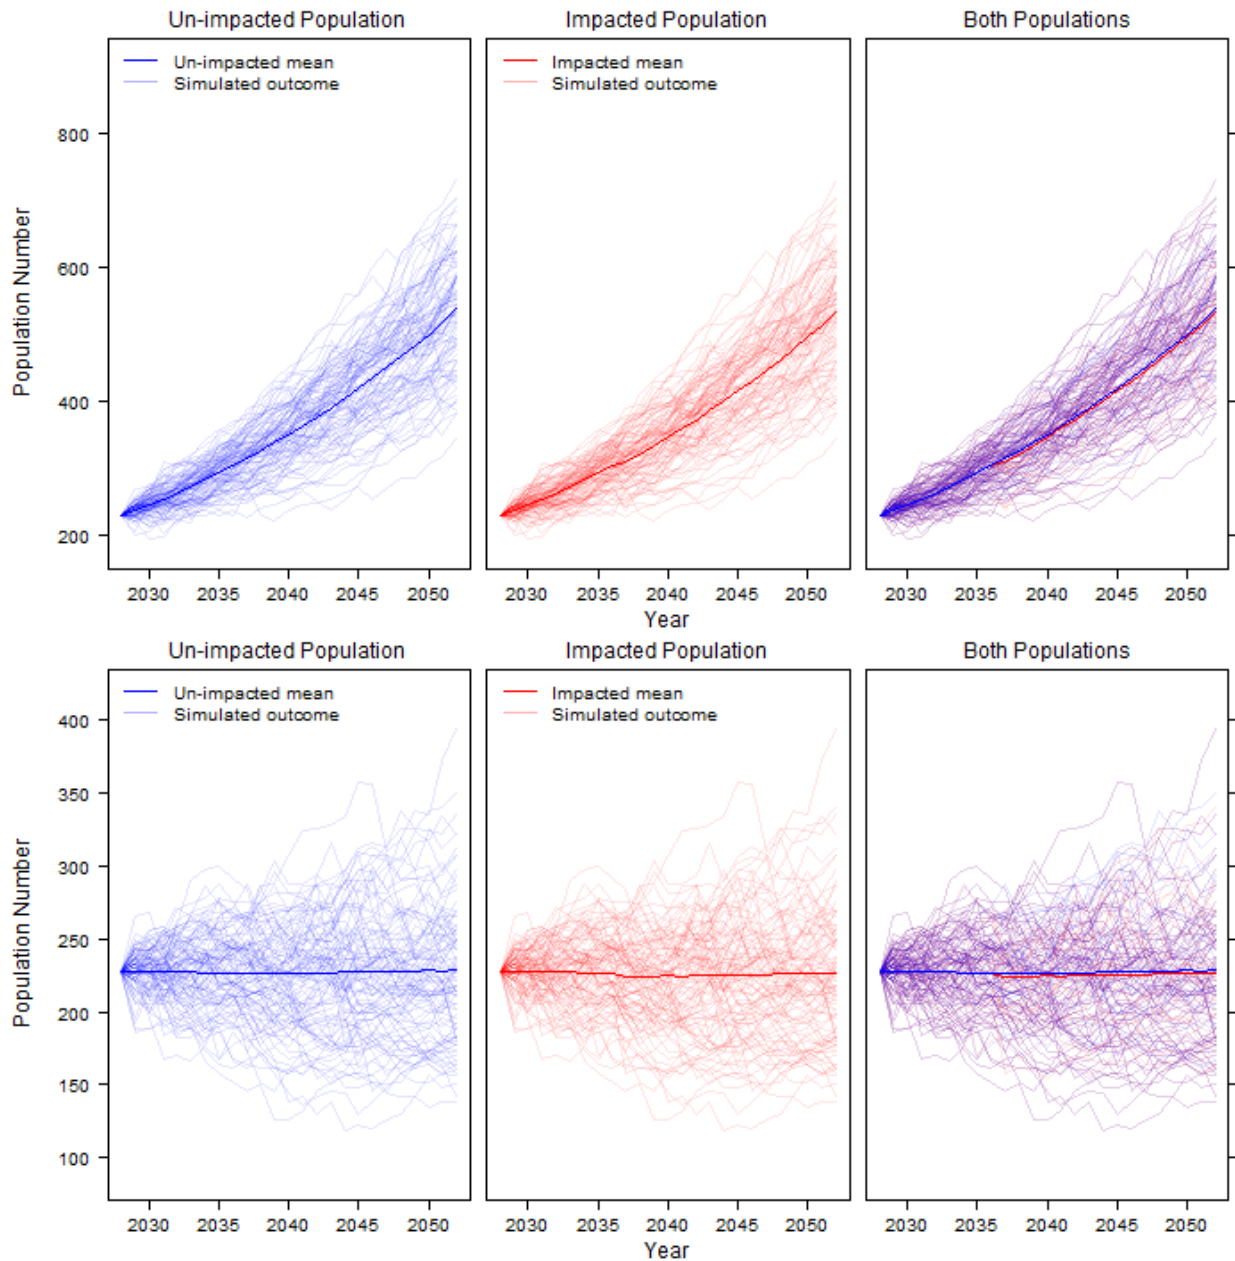 Un-impacted Population
Impacted Population
Both Populations
Un-impacted mean
Simulated outcome
Impacted mean
Simulated outcome
800
600
400
200
Population Number
2030 2035 2040 2045 2050
2030 2035 2040 2045 2050
2030 2035 2040 2045 2050
Year
Un-impacted Population
Impacted Population
Both Populations
Un-impacted mean
Simulated outcome
Impacted mean
Simulated outcome
400
350
300
250
200
150
100
Population Number
2030 2035 2040 2045 2050
2030 2035 2040 2045 2050
2030 2035 2040 2045 2050
Year